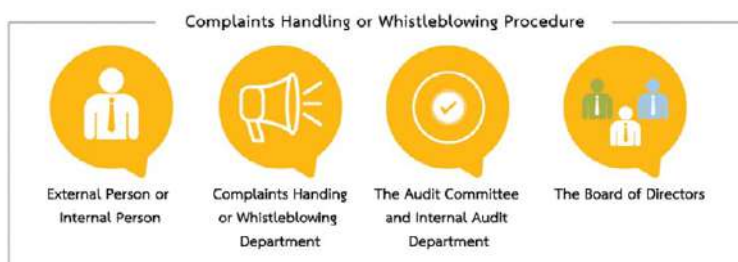 Complaints Handling or Whistleblowing Procedure
External Person or
Internal Person
Complaints Handing
or Whistleblowing
Department
The Audit Committee
and Internal Audit
Department
The Board of Directors